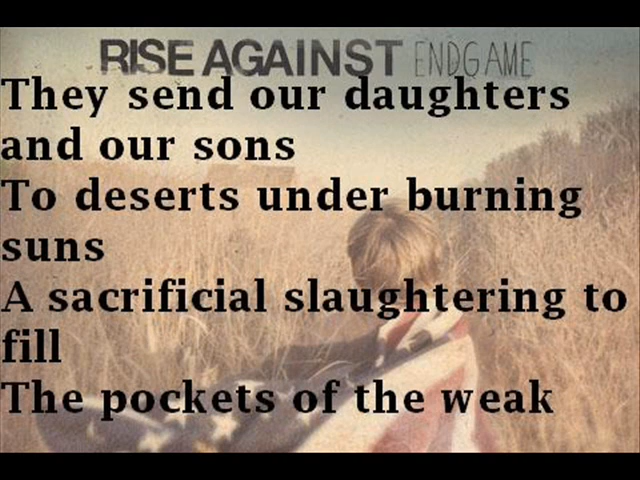 RISE AGAINST ENDGAME
They send our daughters
and our sons
To deserts under burning
suns
A sacrificial slaughtering to
fill
The pockets of the weak